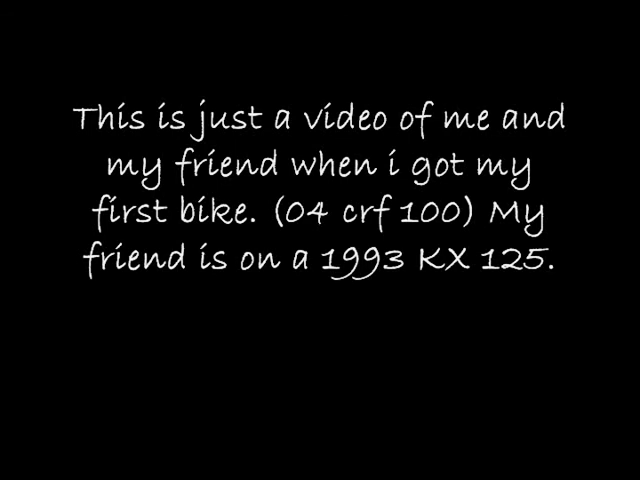 This is just a video of me and
my friend when i got my
first bike. (04 crf 100) My
friend is on a 1993 KX 125.